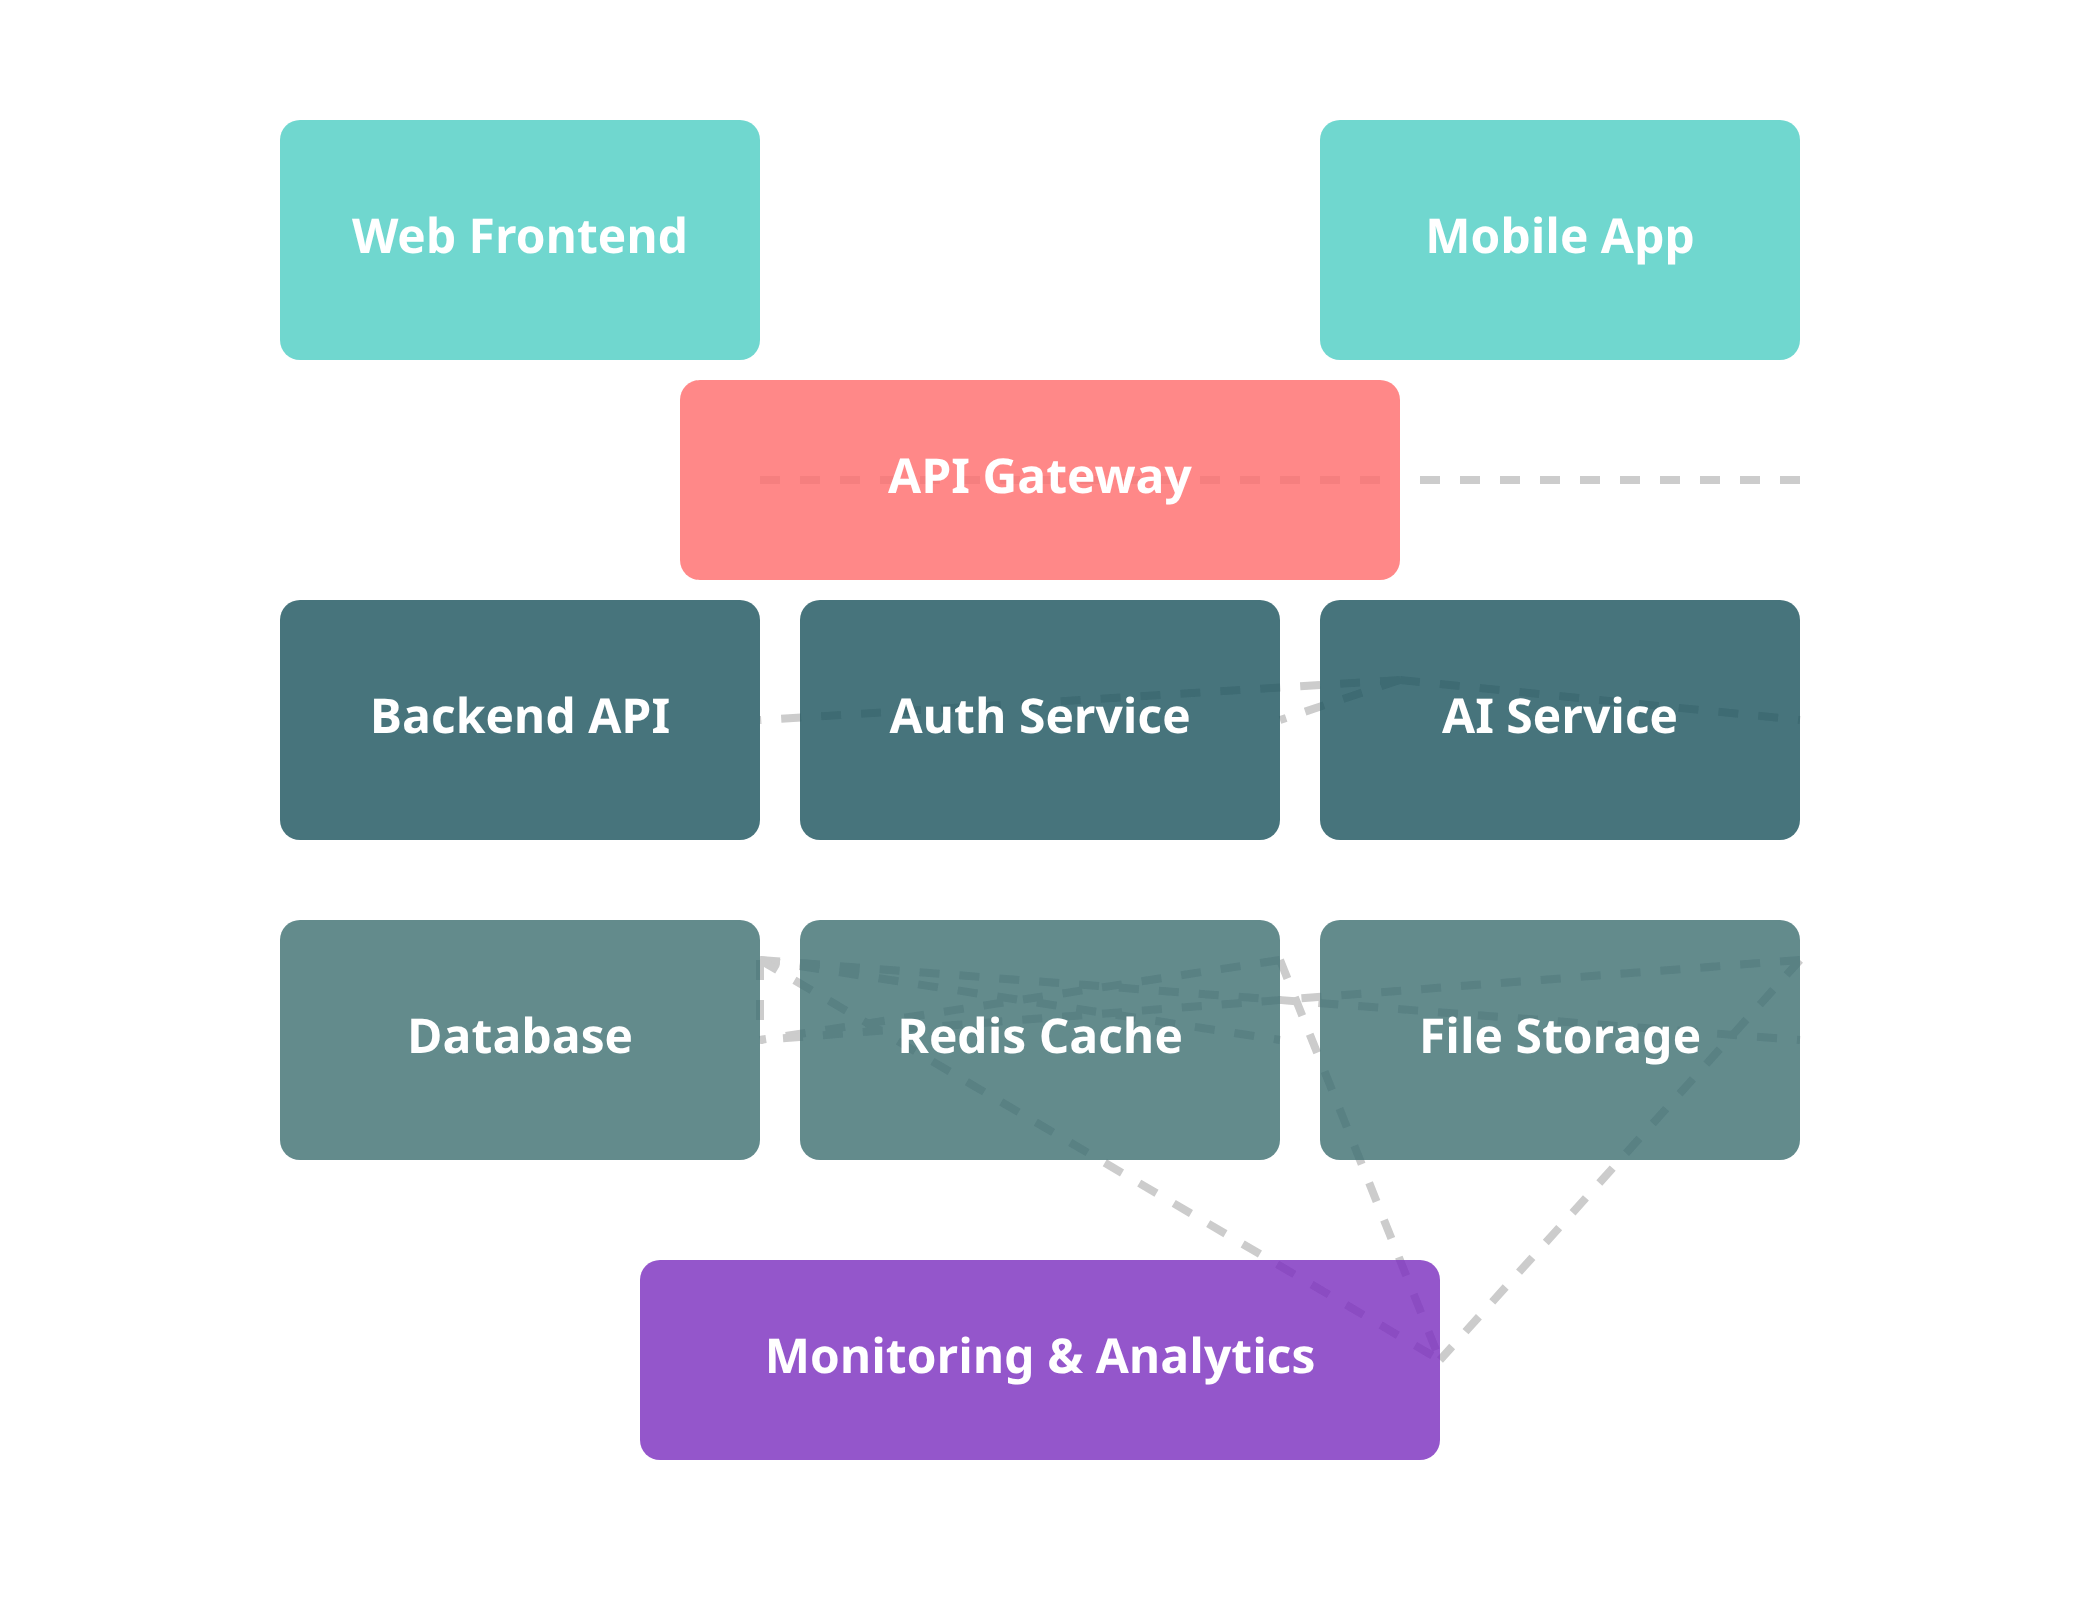 Web Frontend
Mobile App
API Gateway
Backend API
Auth Service
AI Service
Database
Redis Cache
File Storage
Monitoring & Analytics